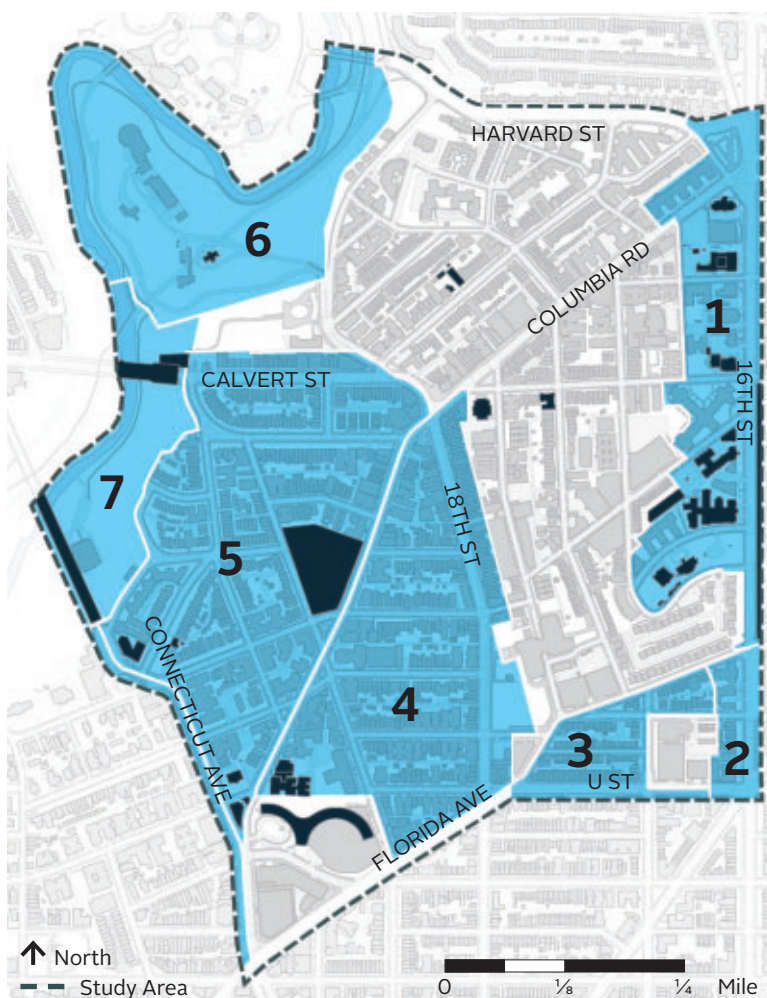 HARVARD ST
6
COLUMBIA RD
1
16TH ST
CALVERT ST
7
18TH ST
5
CONNECTICUT AVE
4
3
2
U ST
FLORIDA AVE
North
Study Area
0 ⅛ ¼ Mile